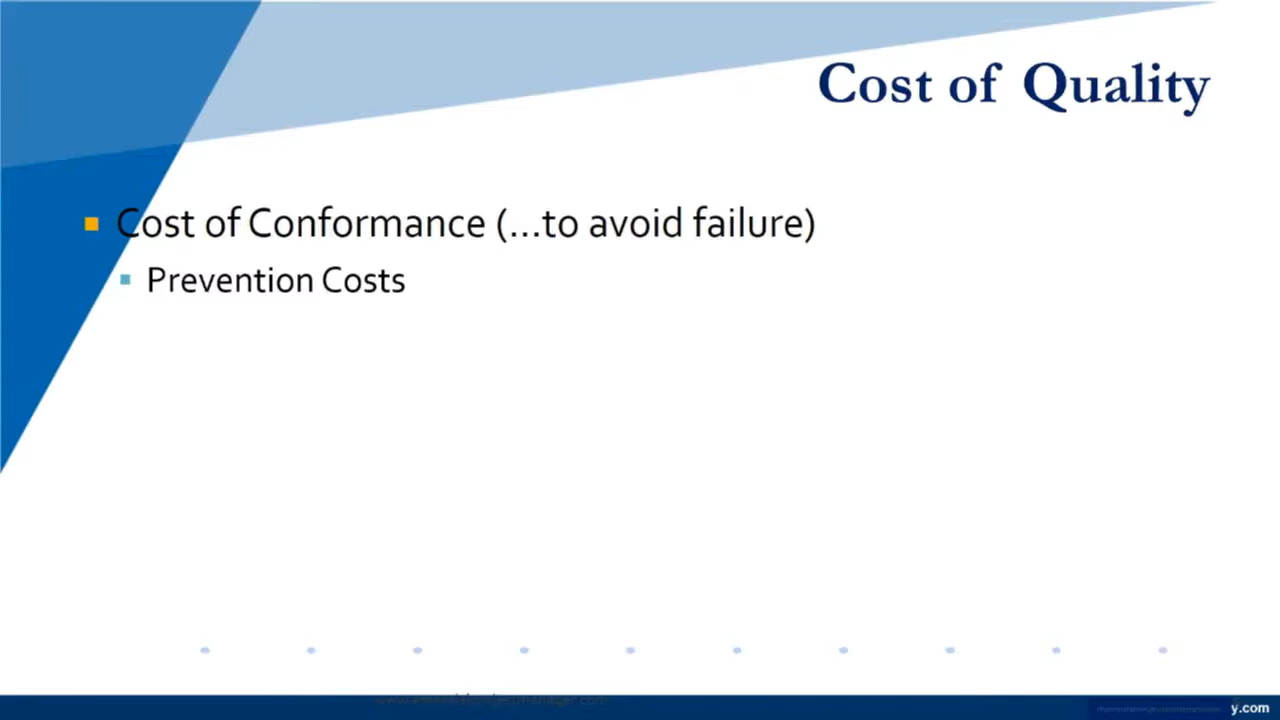 Cost of Quality
Cost of Conformance (...to avoid failure)
Prevention Costs
y.com